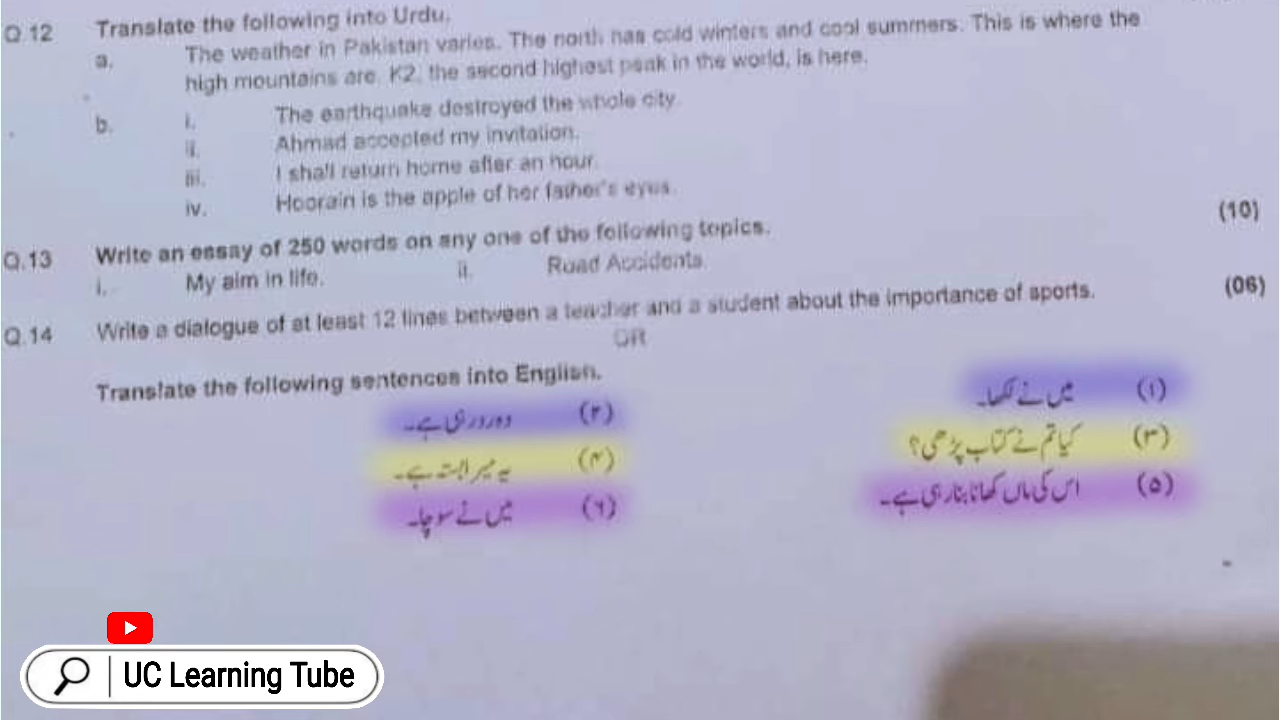 Q.12 Translate the following into Urdu.
a. The weather in Pakistan varies. The north has cold winters and cool summers. This is where the
high mountains are. K2, the second highest peak in the world, is here.
b. i. The earthquake destroyed the whole city.
ii. Ahmad accepted my invitation.
iii. I shall return home after an hour.
iv. Hoorain is the apple of her father's eyes.
(10)
Q.13 Write an essay of 250 words on any one of the following topics.
i. My aim in life. ii. Road Accidents.
(06)
Q.14 Write a dialogue of at least 12 lines between a teacher and a student about the importance of sports.
OR
Translate the following sentences into English.
(۱) میں نے لکھا۔ (۲) وہ رو رہی ہے۔
(۳) کیا تم نے کتاب پڑھی؟ (۴) یہ میرا بستہ ہے۔
(۵) اس کی ماں کھانا بنا رہی ہے۔ (۶) میں نے سوچا۔
UC Learning Tube